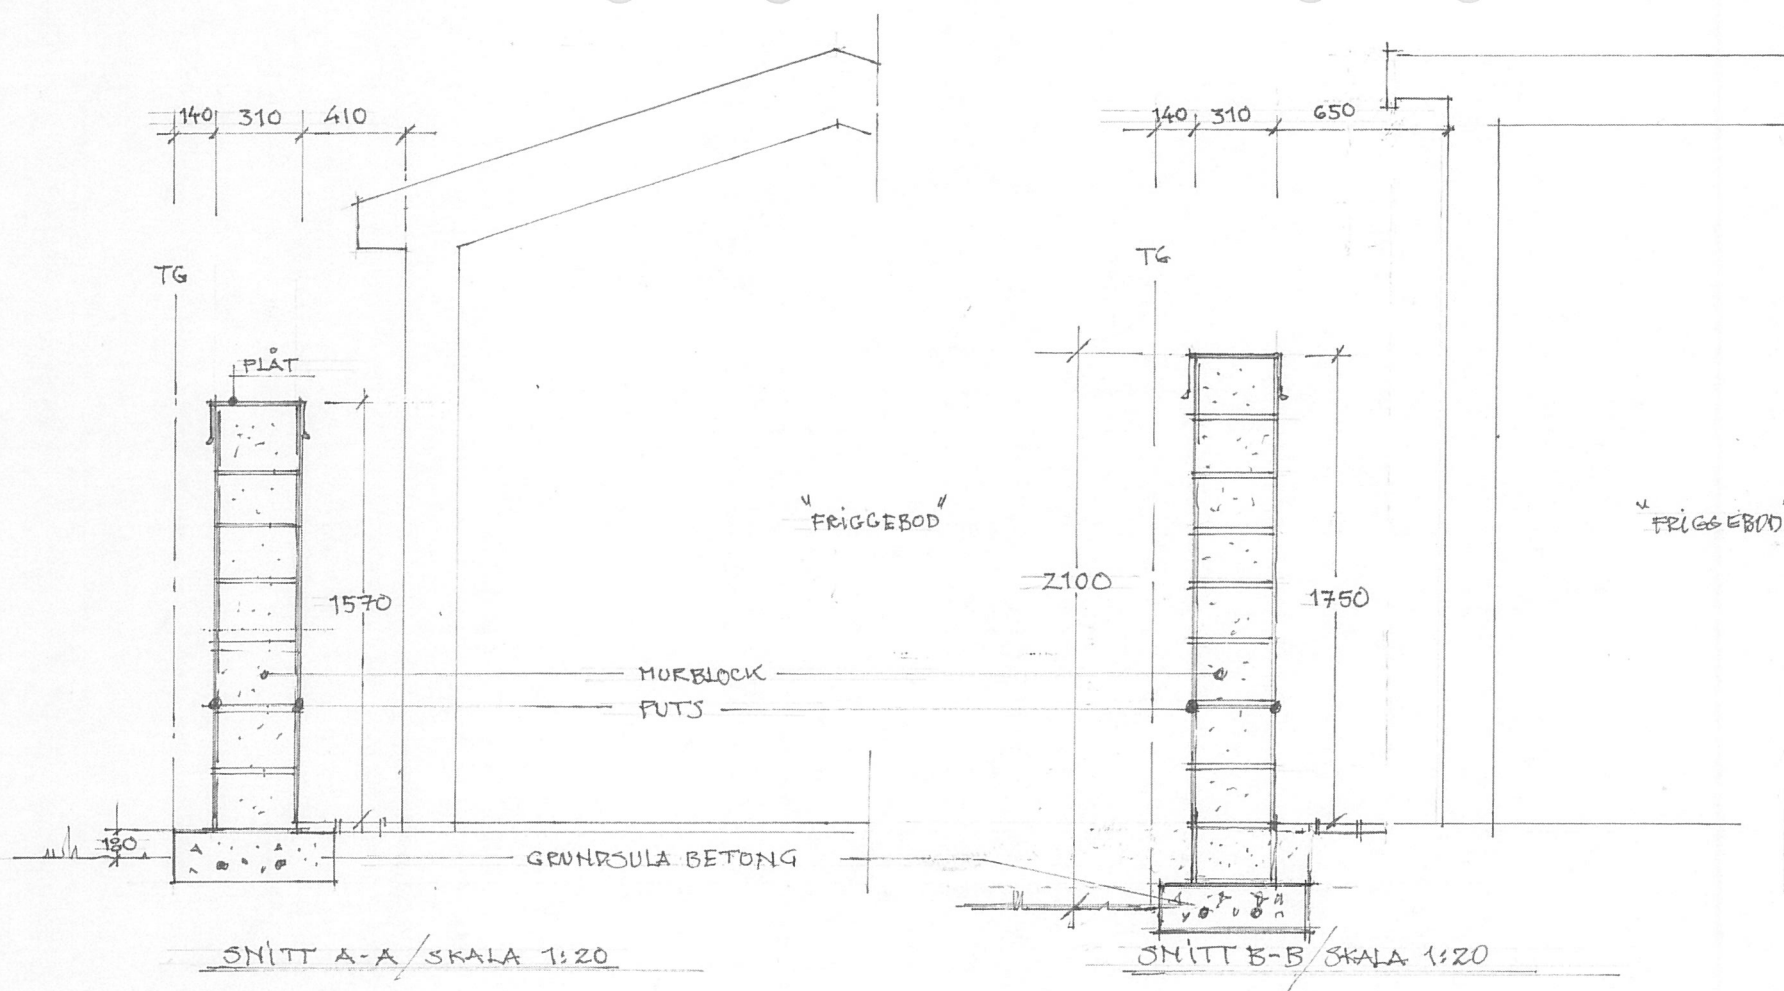 140 310 410
TG
PLÅT
1570
"FRIGGEBOD"
MURBLOCK
PUTS
GRUNDSULA BETONG
SNITT A-A/SKALA 1:20
140 310 650
TG
2100
1750
"FRIGGEBOD
SNITT B-B/SKALA 1:20